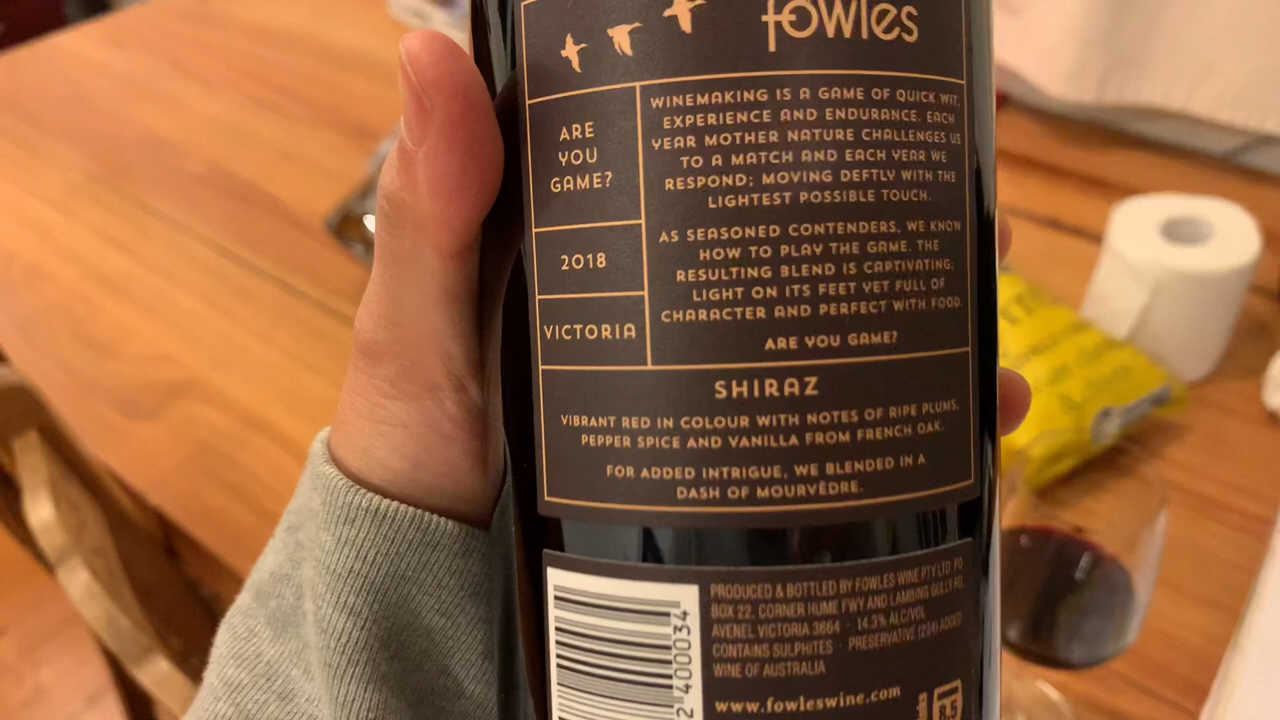 fowles
ARE
YOU
GAME?
2018
VICTORIA
WINEMAKING IS A GAME OF QUICK WIT,
EXPERIENCE AND ENDURANCE. EACH
YEAR MOTHER NATURE CHALLENGES US
TO A MATCH AND EACH YEAR WE
RESPOND; MOVING DEFTLY WITH THE
LIGHTEST POSSIBLE TOUCH.
AS SEASONED CONTENDERS, WE KNOW
HOW TO PLAY THE GAME. THE
RESULTING BLEND IS CAPTIVATING;
LIGHT ON ITS FEET YET FULL OF
CHARACTER AND PERFECT WITH FOOD.
ARE YOU GAME?
SHIRAZ
VIBRANT RED IN COLOUR WITH NOTES OF RIPE PLUMS,
PEPPER SPICE AND VANILLA FROM FRENCH OAK.
FOR ADDED INTRIGUE, WE BLENDED IN A
DASH OF MOURVÈDRE.
PRODUCED & BOTTLED BY FOWLES WINE PTY LTD PO
BOX 22, CORNER HUME FWY AND LAMBING GULLY RD,
AVENEL VICTORIA 3664 · 14.3% ALC/VOL
CONTAINS SULPHITES · PRESERVATIVE (224) ADDED
WINE OF AUSTRALIA
www.fowleswine.com
8.5
2 400034